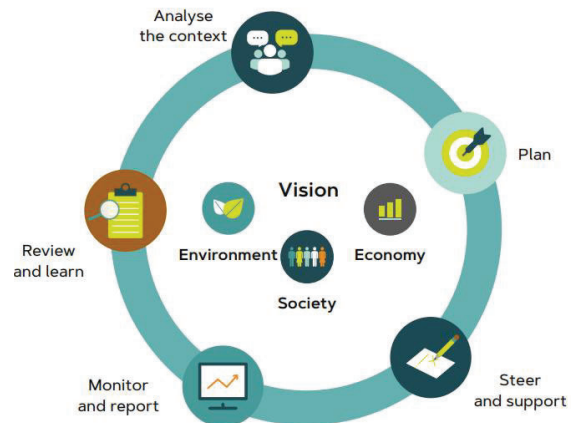 Analyse
the context
Plan
Vision
Environment
Economy
Society
Review
and learn
Monitor
and report
Steer
and support